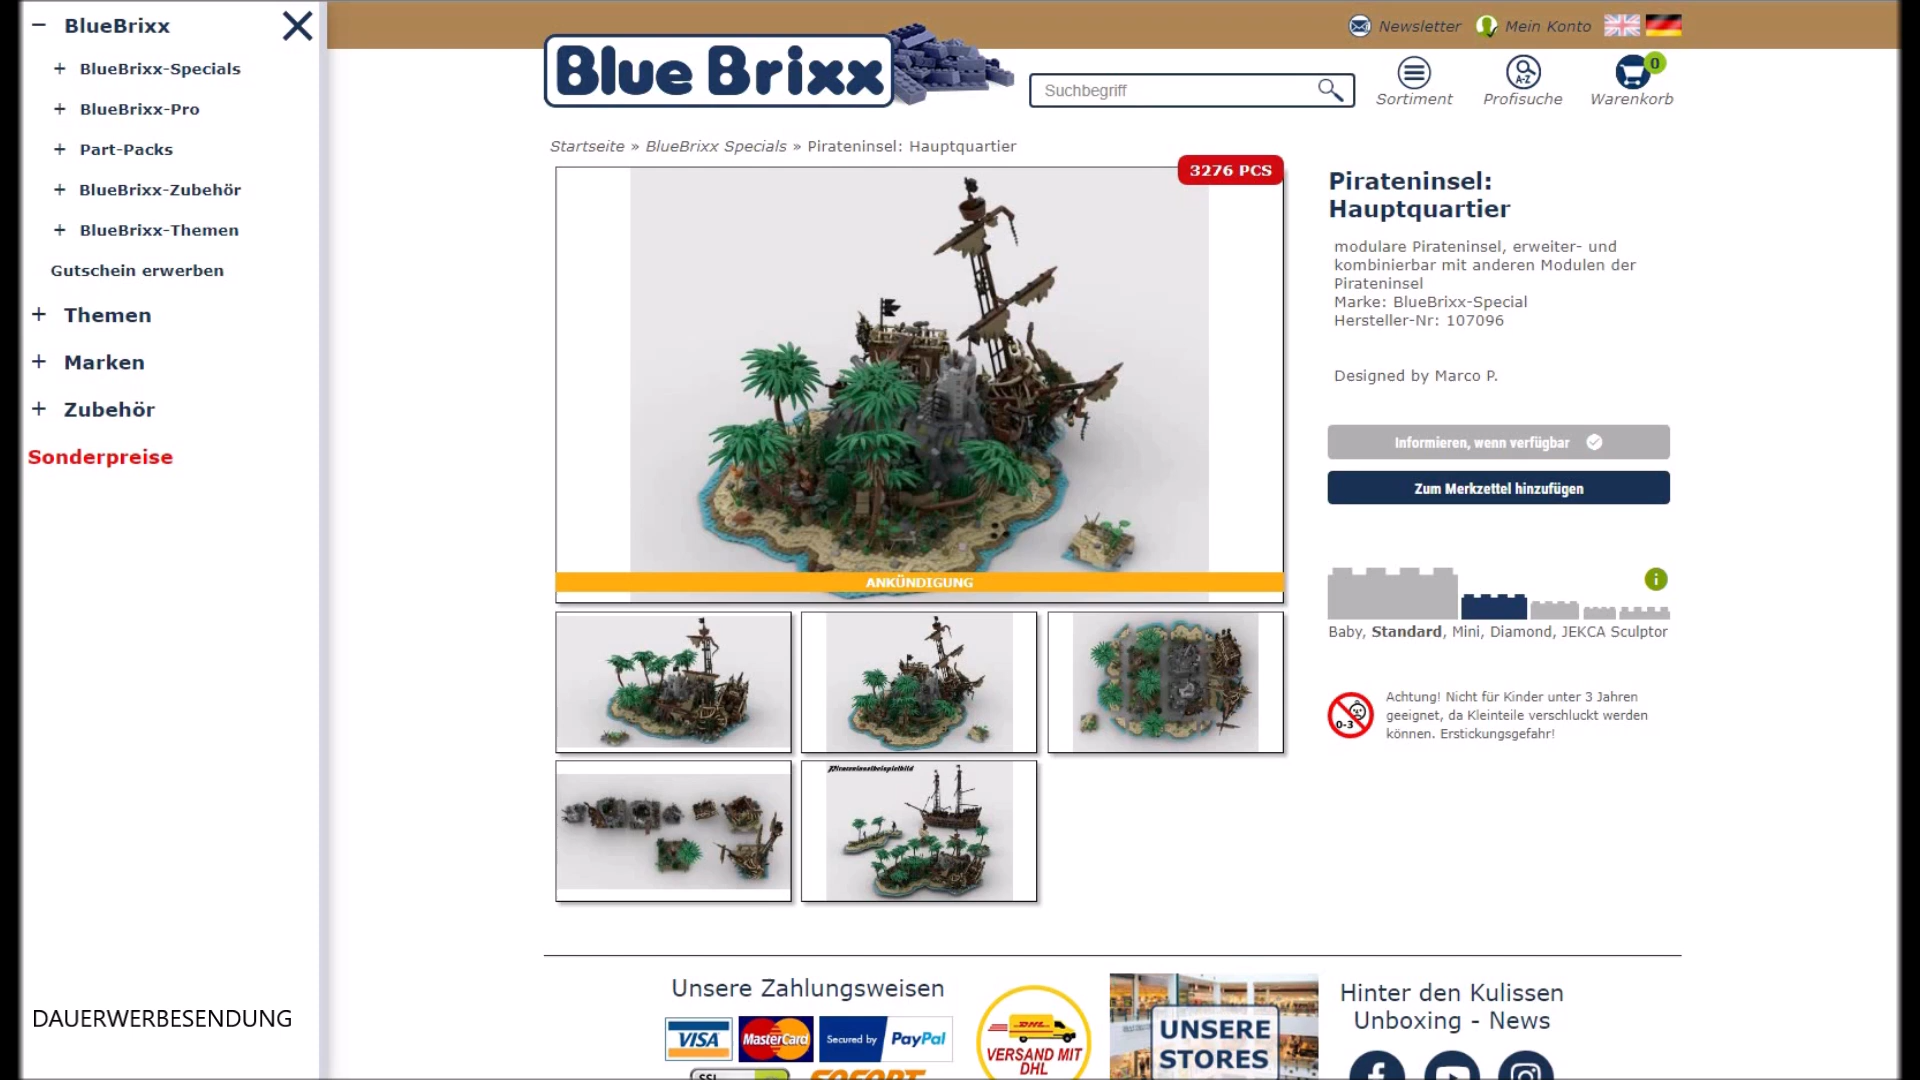 BlueBrixx
BlueBrixx-Specials
BlueBrixx-Pro
Part-Packs
BlueBrixx-Zubehör
BlueBrixx-Themen
Gutschein erwerben
Themen
Marken
Zubehör
Sonderpreise
DAUERWERBESENDUNG
Newsletter
Mein Konto
Blue Brixx
Suchbegriff
Sortiment
A-Z
Profisuche
0
Warenkorb
Startseite » BlueBrixx Specials » Pirateninsel: Hauptquartier
3276 PCS
ANKÜNDIGUNG
Pirateninsel:
Hauptquartier
modulare Pirateninsel, erweiter- und
kombinierbar mit anderen Modulen der
Pirateninsel
Marke: BlueBrixx-Special
Hersteller-Nr: 107096
Designed by Marco P.
Informieren, wenn verfügbar
Zum Merkzettel hinzufügen
i
Baby, Standard, Mini, Diamond, JEKCA Sculptor
0-3
Achtung! Nicht für Kinder unter 3 Jahren
geeignet, da Kleinteile verschluckt werden
können. Erstickungsgefahr!
Unsere Zahlungsweisen
VISA
MasterCard
Secured by PayPal
SSL
SOFORT
DHL
VERSAND MIT
DHL
UNSERE
STORES
Hinter den Kulissen
Unboxing - News